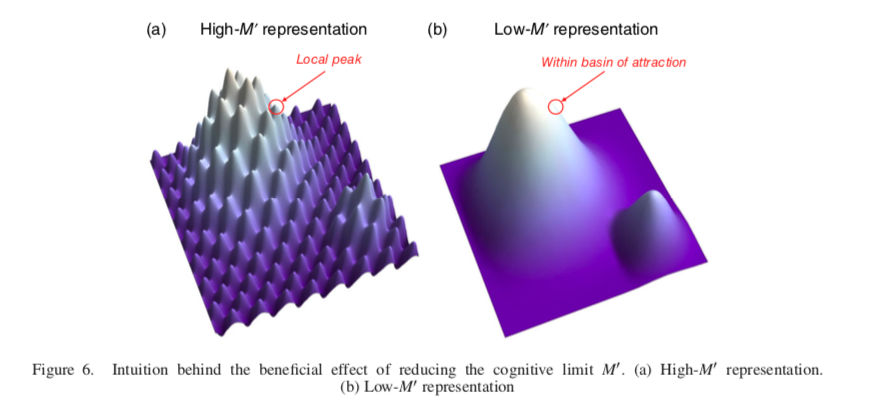 (a) High-M′ representation
(b) Low-M′ representation
Local peak
Within basin of attraction
Figure 6. Intuition behind the beneficial effect of reducing the cognitive limit M′. (a) High-M′ representation.
(b) Low-M′ representation